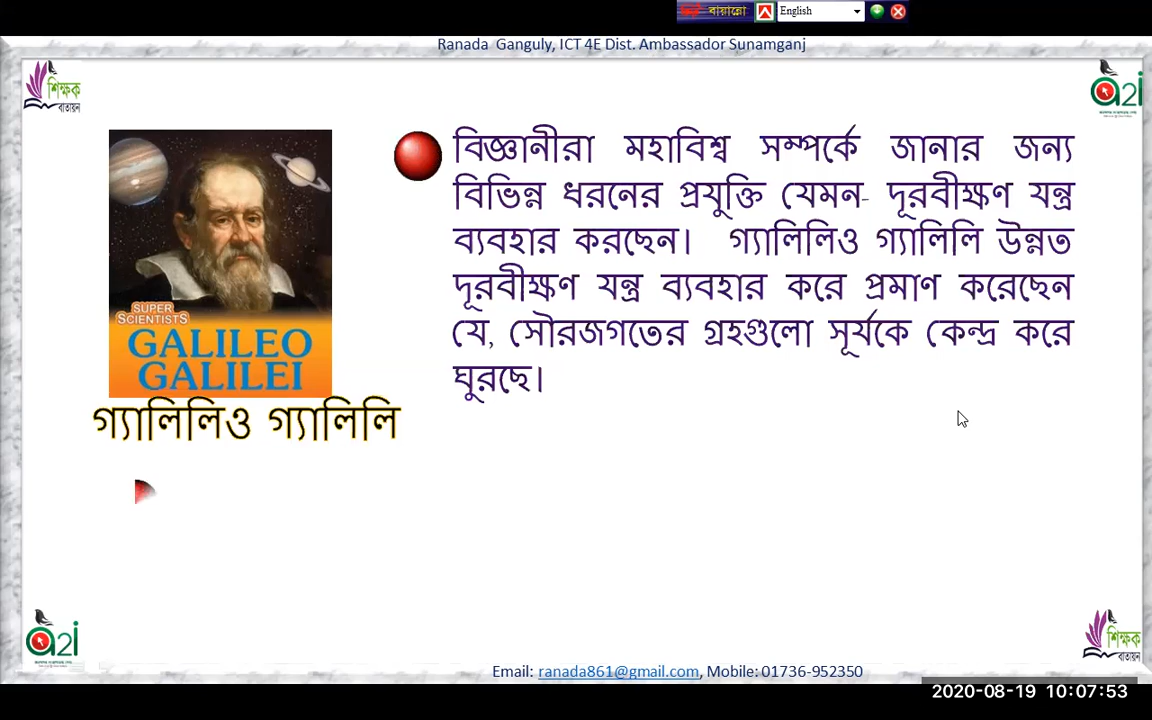 বায়ান্নো
English
Ranada Ganguly, ICT 4E Dist. Ambassador Sunamganj
শিক্ষক
বাতায়ন
a2i
বিজ্ঞানীরা মহাবিশ্ব সম্পর্কে জানার জন্য
বিভিন্ন ধরনের প্রযুক্তি যেমন- দূরবীক্ষণ যন্ত্র
ব্যবহার করছেন। গ্যালিলিও গ্যালিলি উন্নত
দূরবীক্ষণ যন্ত্র ব্যবহার করে প্রমাণ করেছেন
যে, সৌরজগতের গ্রহগুলো সূর্যকে কেন্দ্র করে
ঘুরছে।
SUPER
SCIENTISTS
GALILEO
GALILEI
গ্যালিলিও গ্যালিলি
a2i
শিক্ষক
বাতায়ন
Email: ranada861@gmail.com, Mobile: 01736-952350
2020-08-19 10:07:53